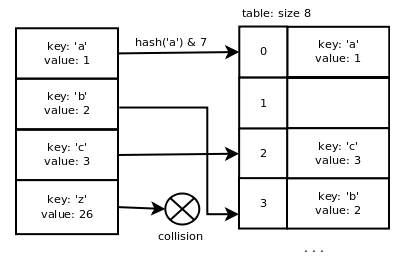 table: size 8
key: 'a'
value: 1
hash('a') & 7
0
key: 'a'
value: 1
key: 'b'
value: 2
1
key: 'c'
value: 3
2
key: 'c'
value: 3
key: 'z'
value: 26
3
key: 'b'
value: 2
collision
. . .